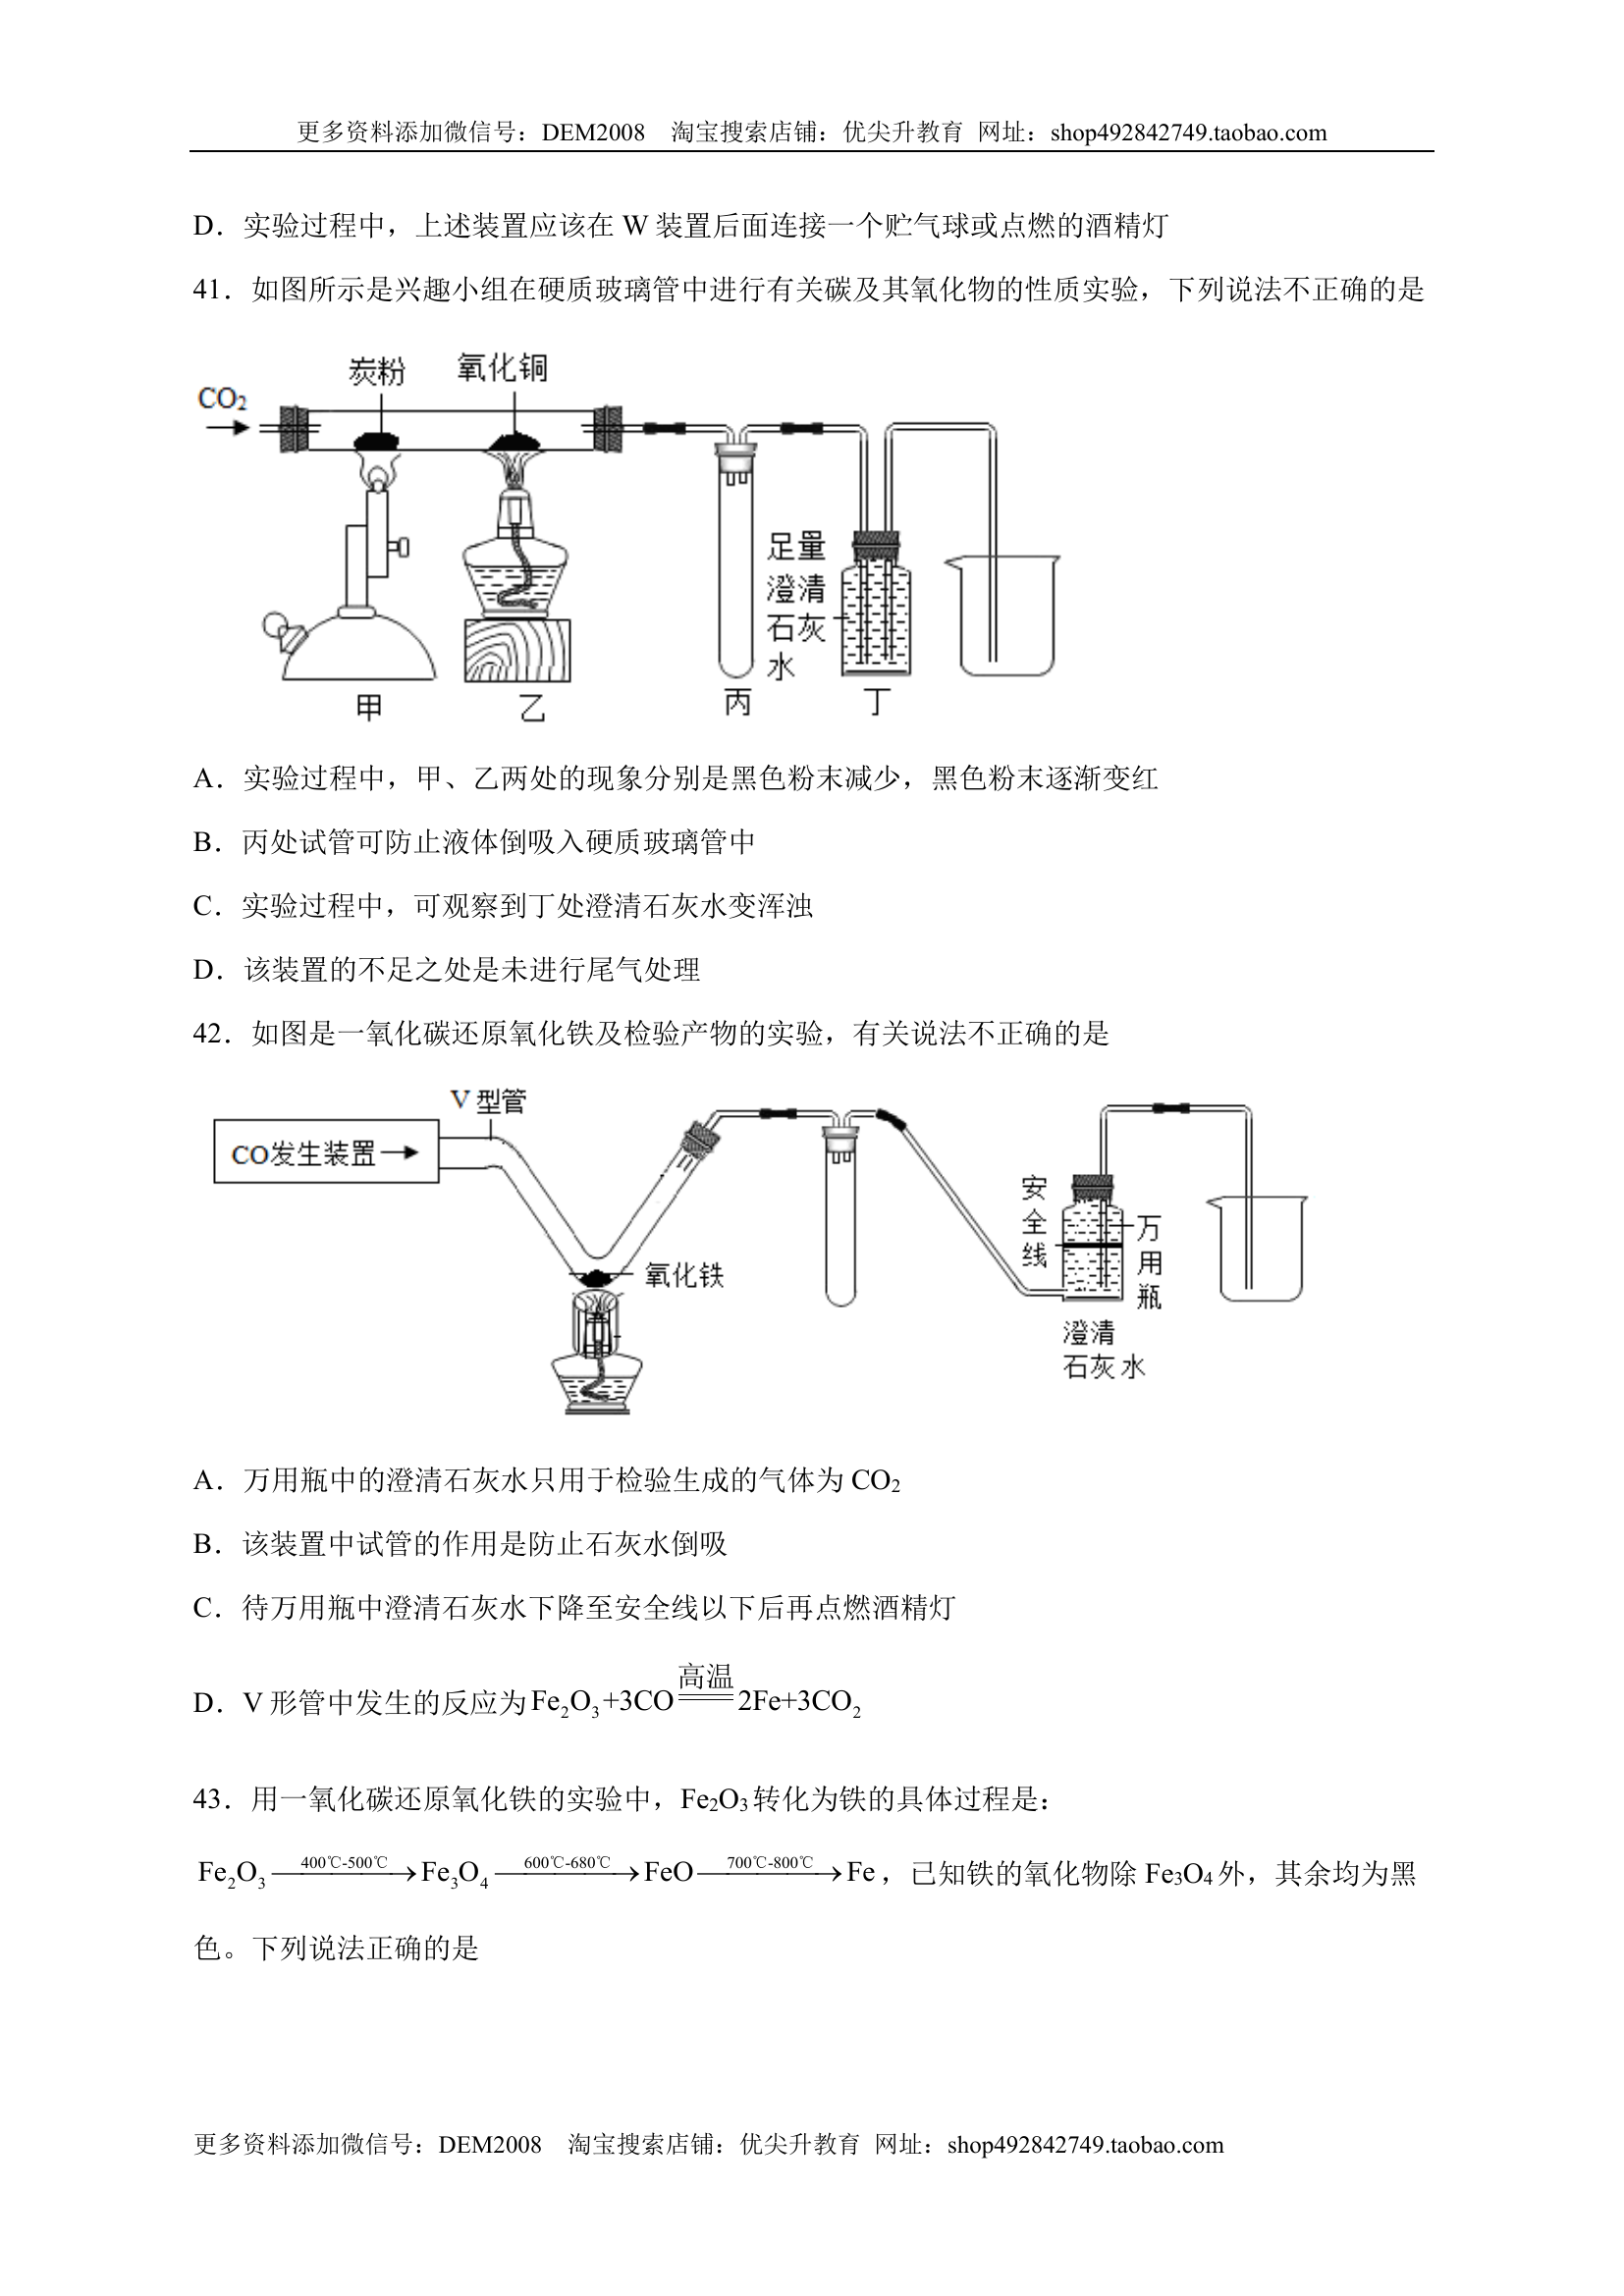 更多资料添加微信号：DEM2008 淘宝搜索店铺：优尖升教育 网址：shop492842749.taobao.com
D．实验过程中，上述装置应该在 W 装置后面连接一个贮气球或点燃的酒精灯
41．如图所示是兴趣小组在硬质玻璃管中进行有关碳及其氧化物的性质实验，下列说法不正确的是
炭粉 氧化铜
CO₂
足量
澄清
石灰
水
甲 乙 丙 丁
A．实验过程中，甲、乙两处的现象分别是黑色粉末减少，黑色粉末逐渐变红
B．丙处试管可防止液体倒吸入硬质玻璃管中
C．实验过程中，可观察到丁处澄清石灰水变浑浊
D．该装置的不足之处是未进行尾气处理
42．如图是一氧化碳还原氧化铁及检验产物的实验，有关说法不正确的是
V 型管
CO发生装置
氧化铁
安全线
万用瓶
澄清
石灰水
A．万用瓶中的澄清石灰水只用于检验生成的气体为 CO₂
B．该装置中试管的作用是防止石灰水倒吸
C．待万用瓶中澄清石灰水下降至安全线以下后再点燃酒精灯
D．V 形管中发生的反应为Fe₂O₃+3CO ══高温══ 2Fe+3CO₂
43．用一氧化碳还原氧化铁的实验中，Fe₂O₃转化为铁的具体过程是：
Fe₂O₃ —400℃-500℃→ Fe₃O₄ —600℃-680℃→ FeO —700℃-800℃→ Fe，已知铁的氧化物除 Fe₃O₄外，其余均为黑
色。下列说法正确的是
更多资料添加微信号：DEM2008 淘宝搜索店铺：优尖升教育 网址：shop492842749.taobao.com